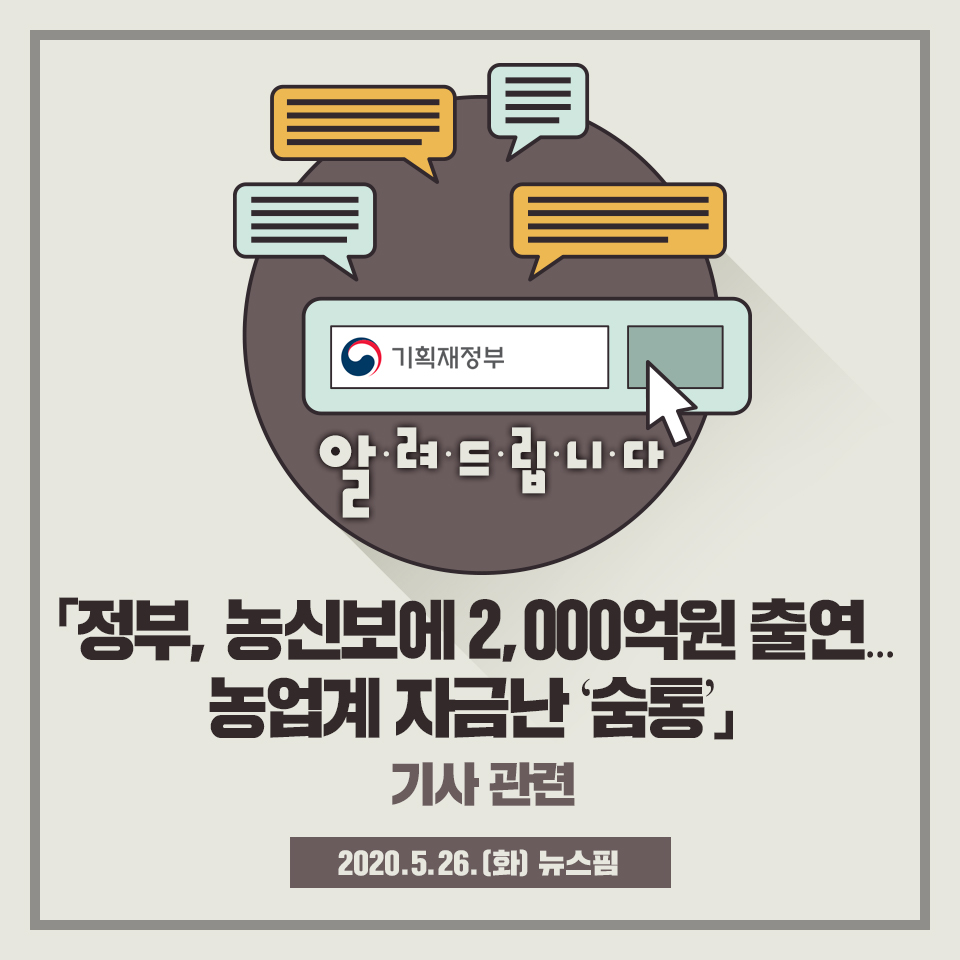 기획재정부
알·려·드·립·니·다
「정부, 농신보에 2,000억원 출연...
농업계 자금난 ‘숨통’」
기사 관련
2020.5.26.(화) 뉴스핌